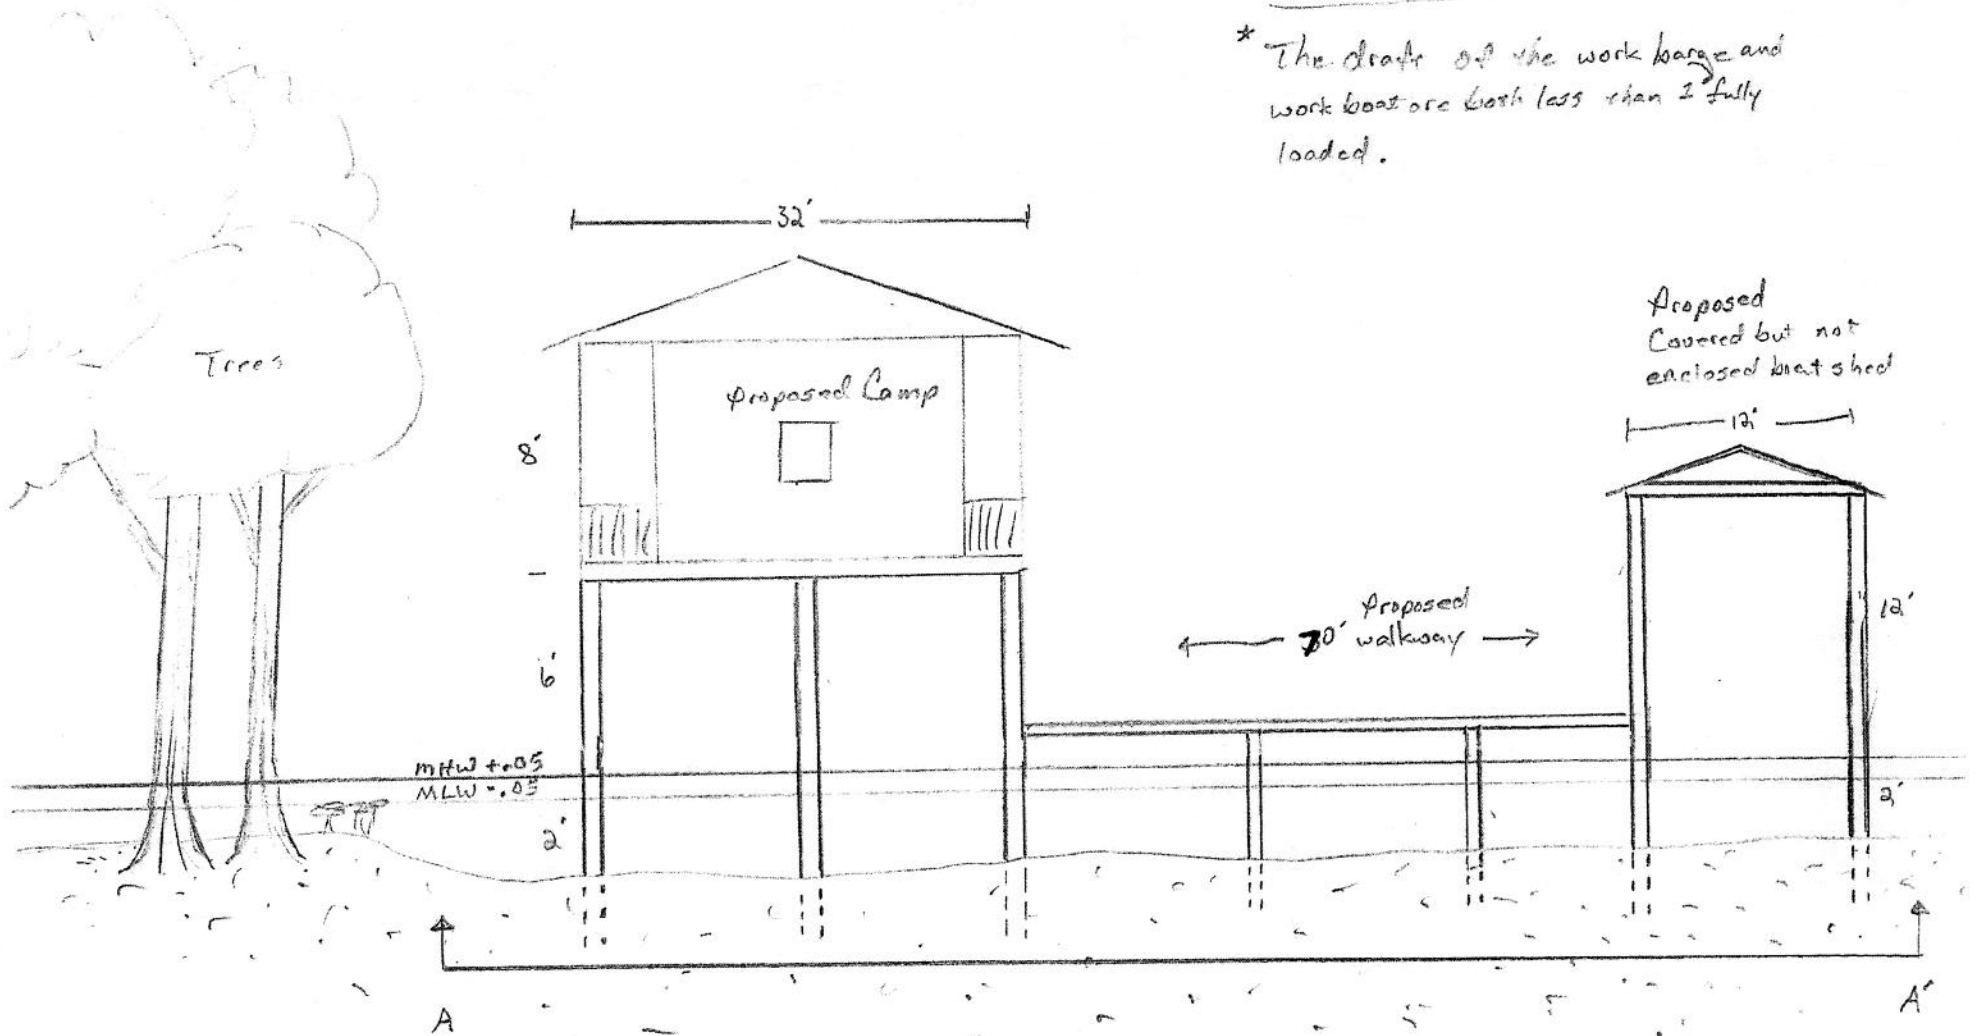 * The draft of the work barge and
work boat are both less than 1' fully
loaded.
32'
Proposed
Covered but not
enclosed boat shed
12'
Trees
Proposed Camp
8'
Proposed
70' walkway
12'
6'
MHW +.05
MLW -.05
2'
2'
A
A'